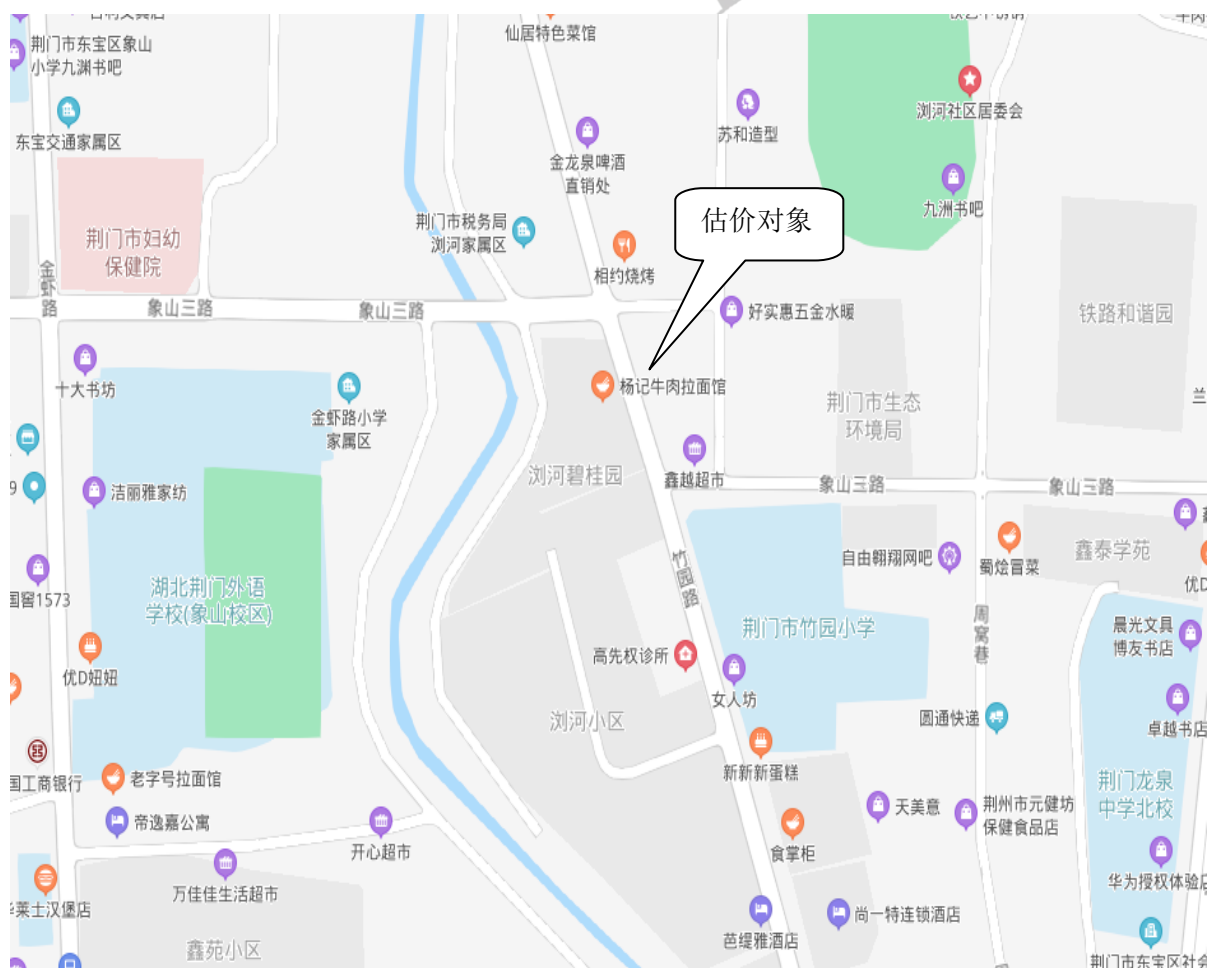 仙居特色菜馆
荆门市东宝区象山
小学九渊书吧
浏河社区居委会
东宝交通家属区
苏和造型
金龙泉啤酒
直销处
九洲书吧
荆门市税务局
浏河家属区
估价对象
荆门市妇幼
保健院
相约烧烤
金虾路
象山三路
象山三路
好实惠五金水暖
铁路和谐园
十大书坊
杨记牛肉拉面馆
兰
金虾路小学
家属区
荆门市生态
环境局
浏河碧桂园
鑫越超市
象山三路
象山三路
9
洁丽雅家纺
自由翱翔网吧
蜀烩冒菜
鑫泰学苑
竹园路
国窖1573
湖北荆门外语
学校(象山校区)
优D
荆门市竹园小学
周窝巷
晨光文具
博友书店
高先权诊所
优D妞妞
女人坊
浏河小区
圆通快递
卓越书店
新新新蛋糕
国工商银行
老字号拉面馆
荆门龙泉
中学北校
天美意
荆州市元健坊
保健食品店
帝逸嘉公寓
开心超市
食掌柜
万佳佳生活超市
华为授权体验店
莱士汉堡店
尚一特连锁酒店
芭缇雅酒店
鑫苑小区
荆门市东宝区社会